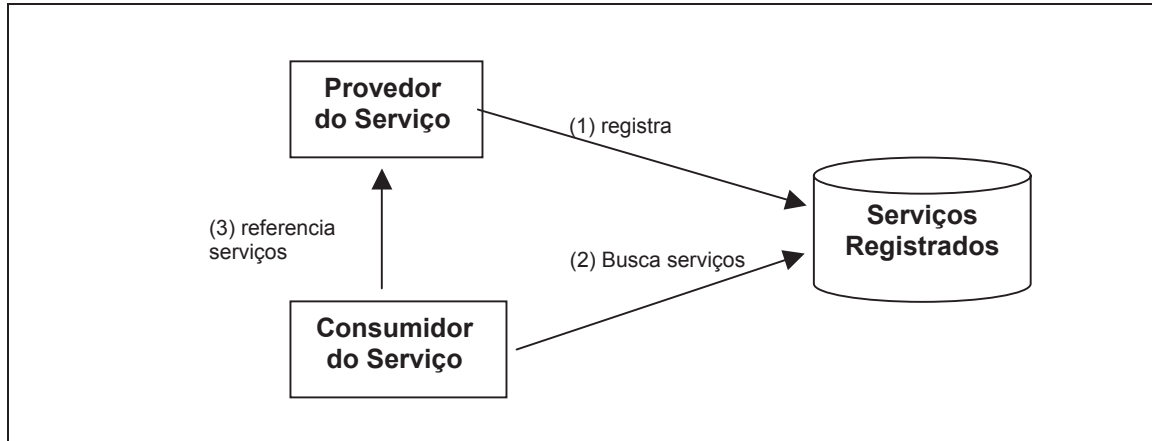 Provedor
do Serviço
(1) registra
Serviços
Registrados
(3) referencia
serviços
(2) Busca serviços
Consumidor
do Serviço